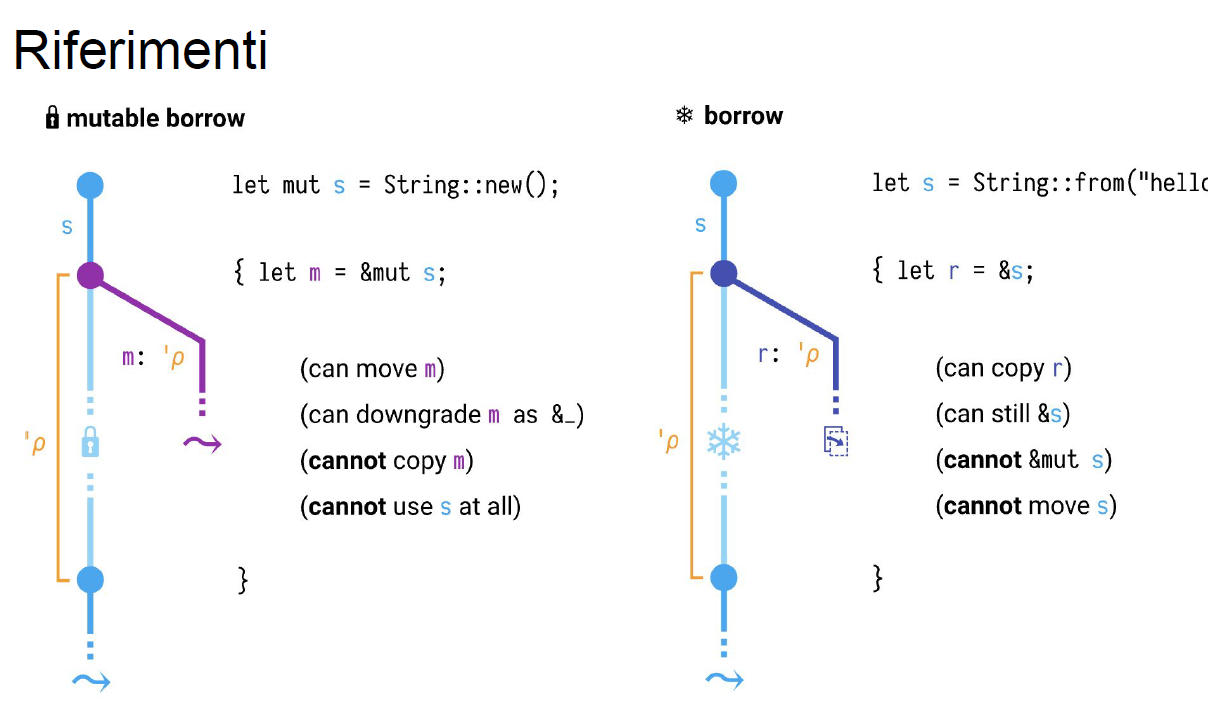 Riferimenti
mutable borrow
let mut s = String::new();
s
{ let m = &mut s;
m: 'ρ
'ρ
(can move m)
(can downgrade m as &_)
(cannot copy m)
(cannot use s at all)
}
borrow
let s = String::from("hello
s
{ let r = &s;
r: 'ρ
'ρ
(can copy r)
(can still &s)
(cannot &mut s)
(cannot move s)
}